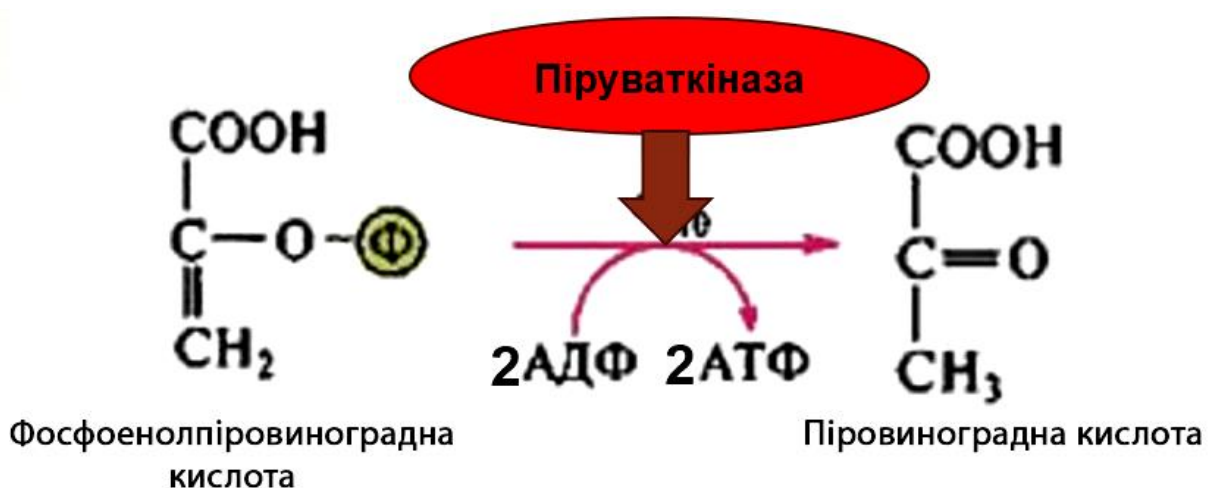 Піруваткіназа
COOH
C—O~Ф
CH₂
2АДФ 2АТФ
COOH
C=O
CH₃
Фосфоенолпіровиноградна
кислота
Піровиноградна кислота